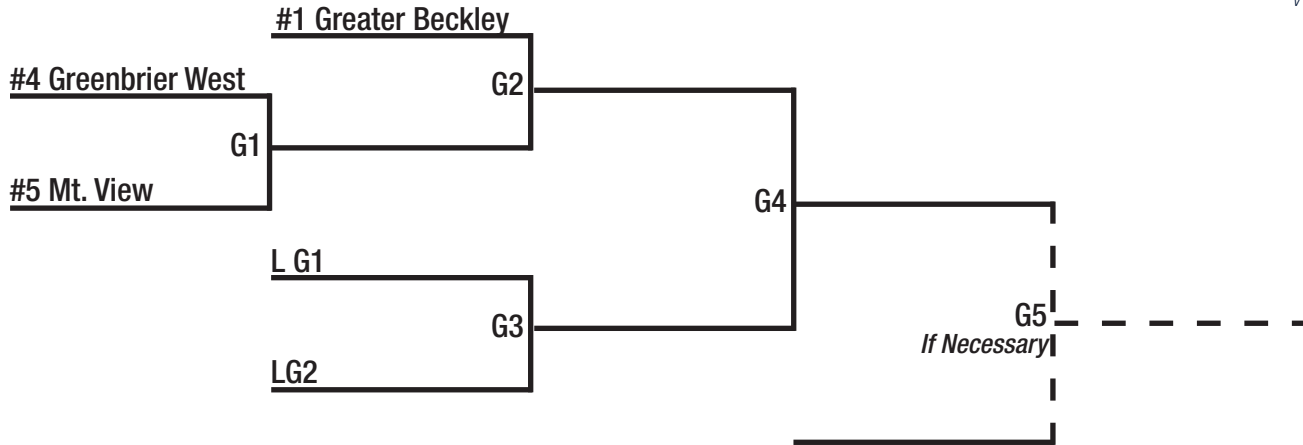 #1 Greater Beckley
#4 Greenbrier West
G2
G1
#5 Mt. View
G4
L G1
G3
G5
If Necessary
LG2